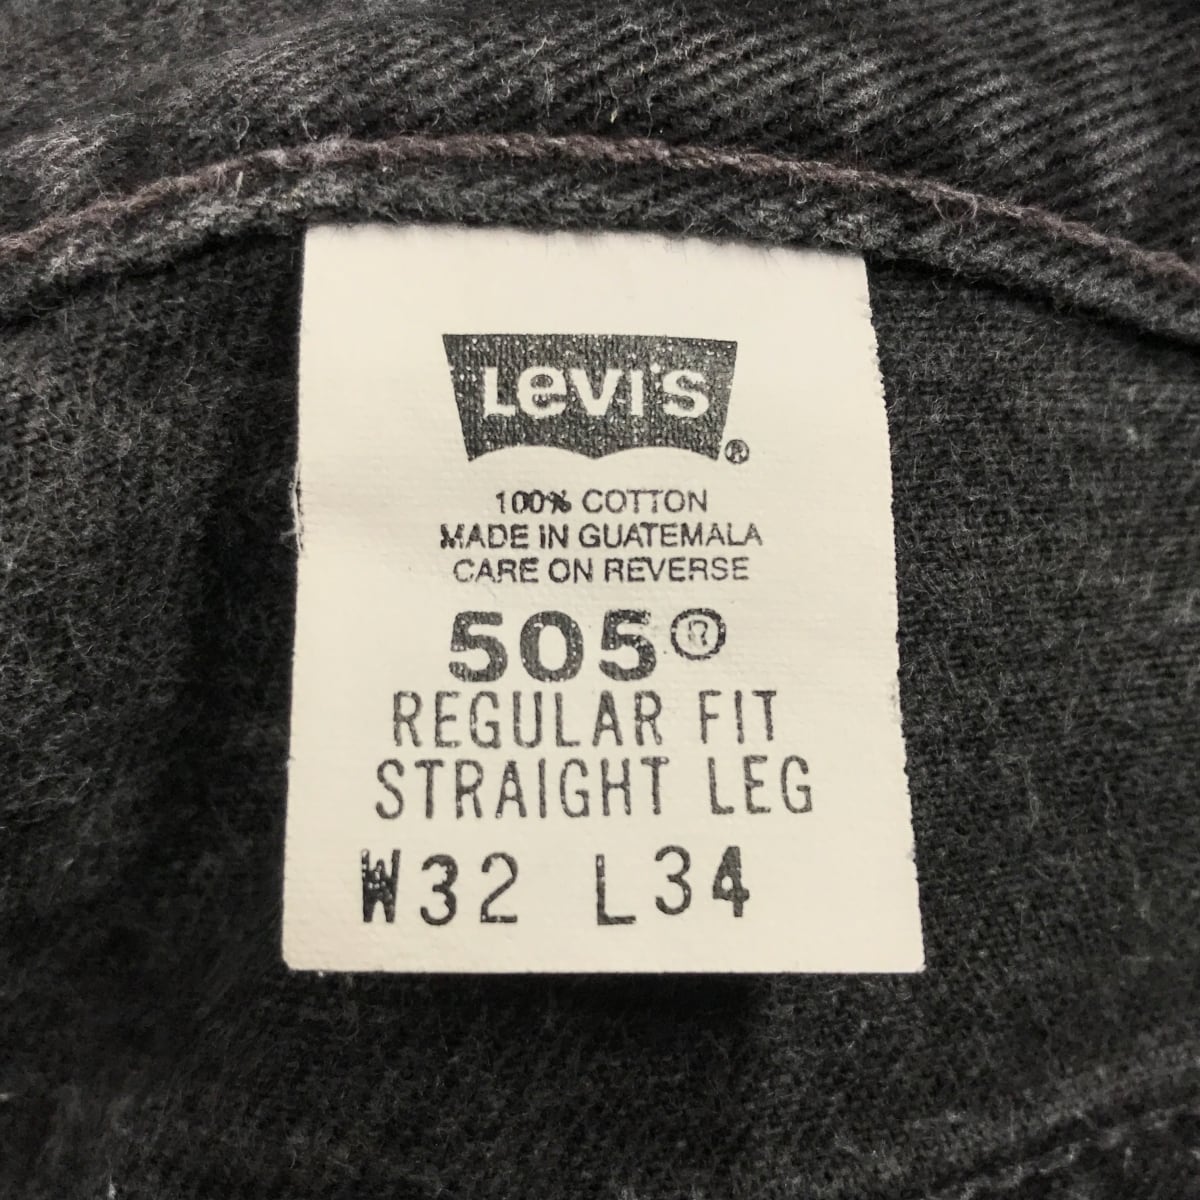 LEVI'S ®
100% COTTON
MADE IN GUATEMALA
CARE ON REVERSE
505®
REGULAR FIT
STRAIGHT LEG
W32 L34